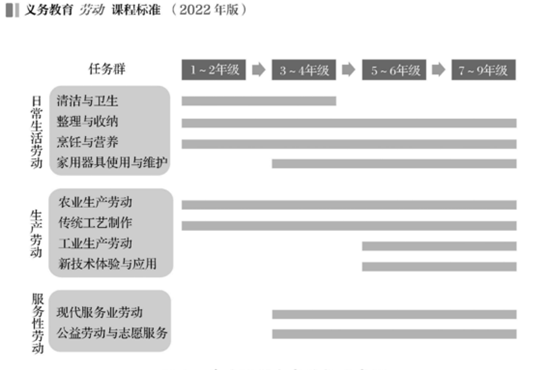 义务教育 劳动 课程标准（2022年版）
任务群 1~2年级 3~4年级 5~6年级 7~9年级
日常生活劳动
清洁与卫生
整理与收纳
烹饪与营养
家用器具使用与维护
生产劳动
农业生产劳动
传统工艺制作
工业生产劳动
新技术体验与应用
服务性劳动
现代服务业劳动
公益劳动与志愿服务